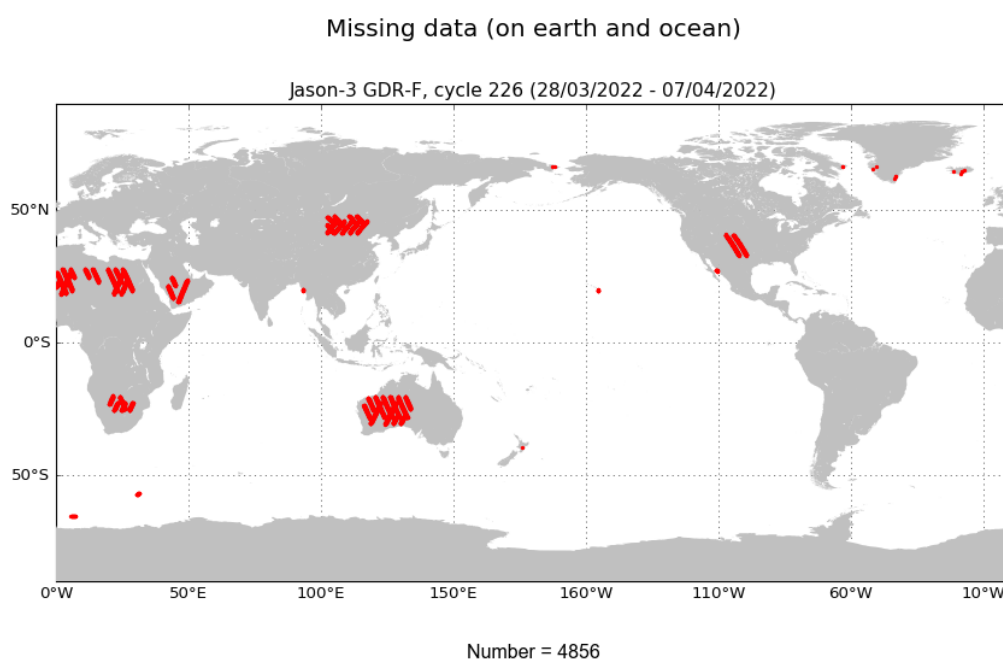 Missing data (on earth and ocean)
Jason-3 GDR-F, cycle 226 (28/03/2022 - 07/04/2022)
50°N
0°S
50°S
0°W 50°E 100°E 150°E 160°W 110°W 60°W 10°W
Number = 4856